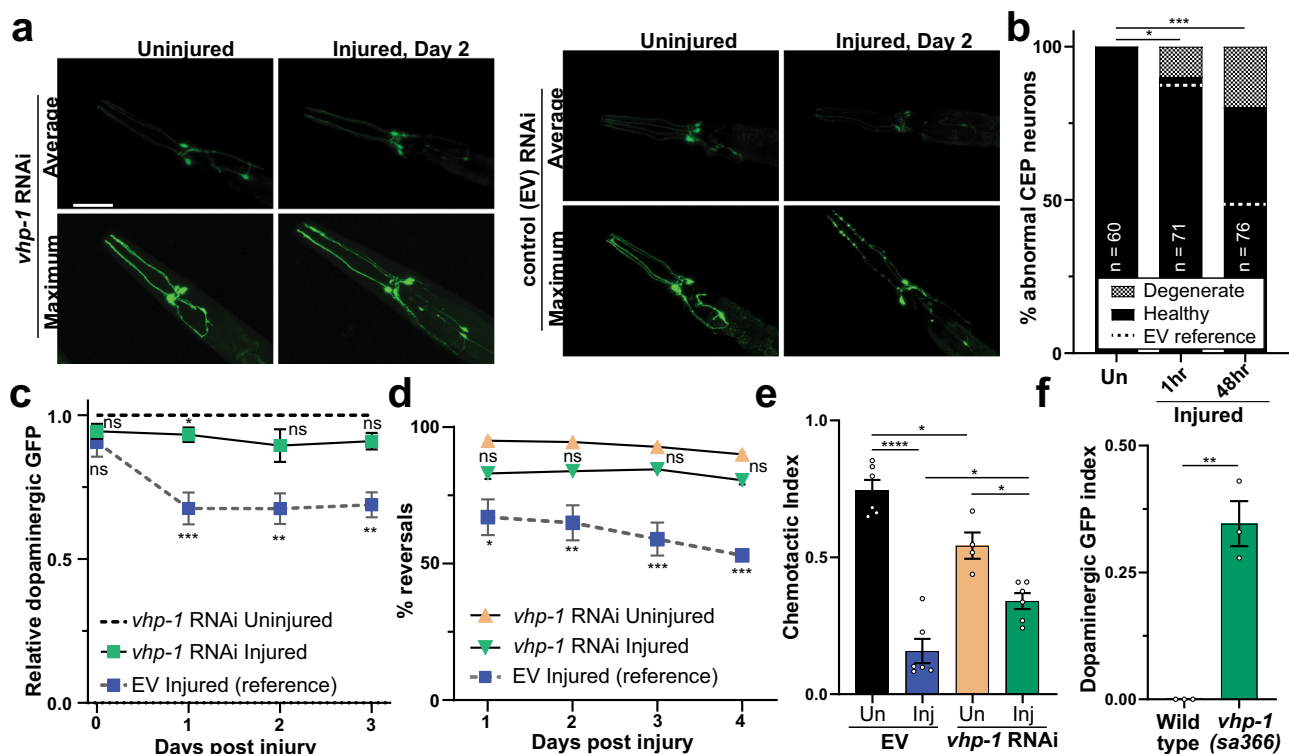 a
Uninjured
Injured, Day 2
vhp-1 RNAi
Average
Maximum
Uninjured
Injured, Day 2
control (EV) RNAi
Average
Maximum
b
***
*
% abnormal CEP neurons
100
50
0
n = 60
n = 71
n = 76
Degenerate
Healthy
EV reference
Un
1hr
48hr
Injured
c
Relative dopaminergic GFP
1.0
0.5
0.0
ns
*
ns
ns
ns
***
**
**
vhp-1 RNAi Uninjured
vhp-1 RNAi Injured
EV Injured (reference)
0
1
2
3
Days post injury
d
% reversals
100
50
0
ns
ns
ns
ns
*
**
***
***
vhp-1 RNAi Uninjured
vhp-1 RNAi Injured
EV Injured (reference)
1
2
3
4
Days post injury
e
Chemotactic Index
1.0
0.5
0.0
*
****
*
*
Un
Inj
Un
Inj
EV
vhp-1 RNAi
f
Dopaminergic GFP index
0.50
0.25
0.00
**
Wild
type
vhp-1
(sa366)